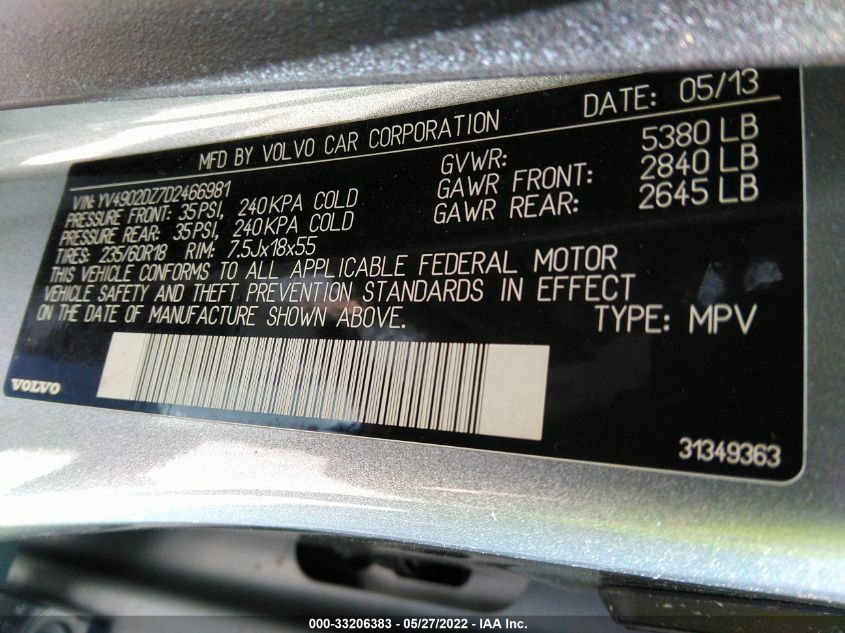 DATE: 05/13
MFD BY VOLVO CAR CORPORATION
VIN: YV4902DZ7D2466981
PRESSURE FRONT: 35PSI, 240KPA COLD
PRESSURE REAR: 35PSI, 240KPA COLD
TIRES: 235/60R18 RIM: 7.5Jx18x55
GVWR: 5380 LB
GAWR FRONT: 2840 LB
GAWR REAR: 2645 LB
THIS VEHICLE CONFORMS TO ALL APPLICABLE FEDERAL MOTOR
VEHICLE SAFETY AND THEFT PREVENTION STANDARDS IN EFFECT
ON THE DATE OF MANUFACTURE SHOWN ABOVE.
TYPE: MPV
VOLVO
31349363
000-33206383 - 05/27/2022 - IAA Inc.